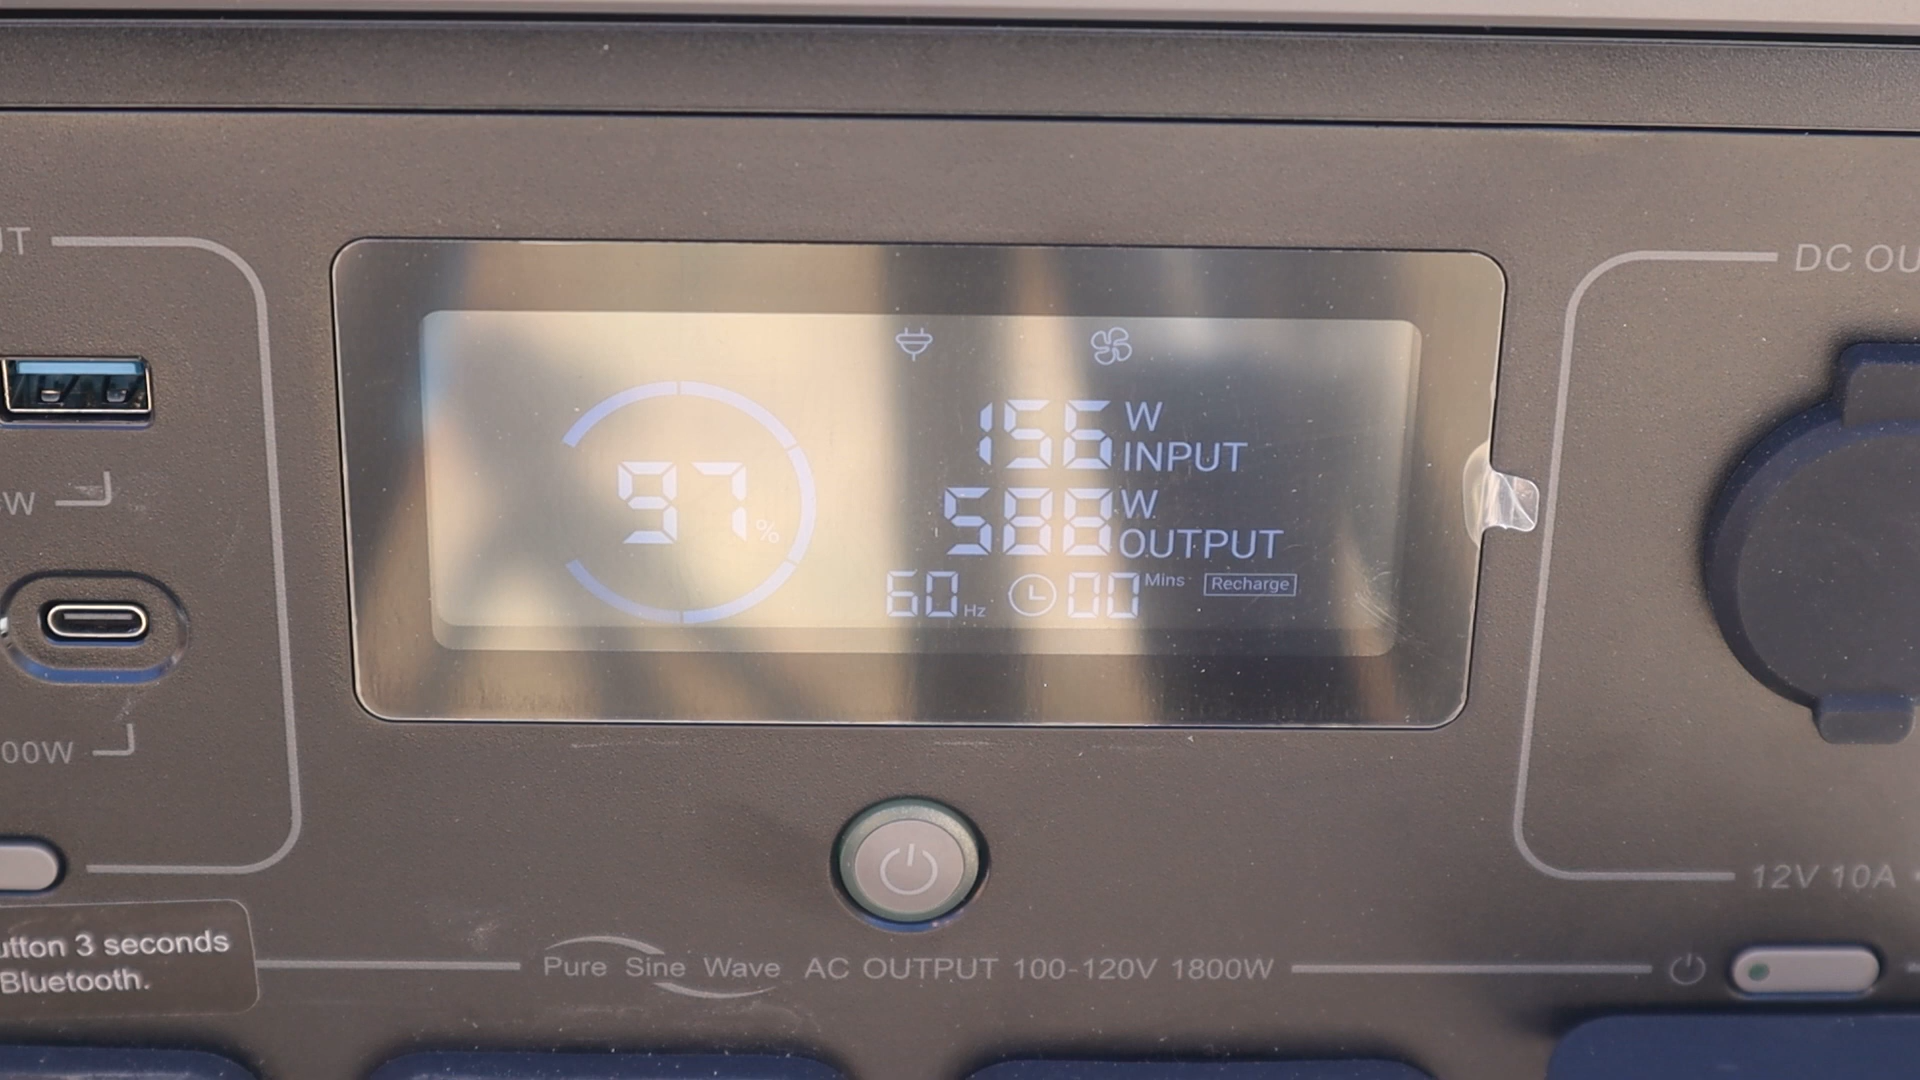 UT
W
00W
utton 3 seconds
Bluetooth.
97%
156 W
INPUT
588 W
OUTPUT
60 Hz 00 Mins Recharge
Pure Sine Wave AC OUTPUT 100-120V 1800W
DC OU
12V 10A